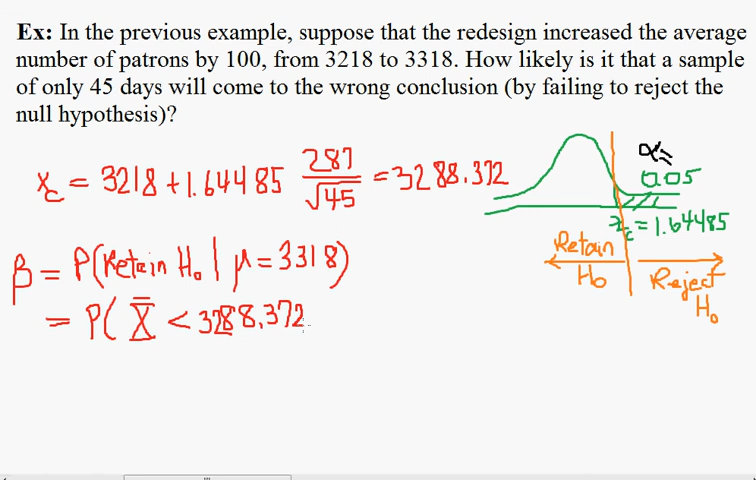 Ex: In the previous example, suppose that the redesign increased the average
number of patrons by 100, from 3218 to 3318. How likely is it that a sample
of only 45 days will come to the wrong conclusion (by failing to reject the
null hypothesis)?
x_c = 3218 + 1.64485 287/√45 = 3288.372
α =
0.05
z_c = 1.64485
Retain
H₀
Reject
H₀
β = P(Retain H₀ | μ = 3318)
= P( X̄ < 3288.372